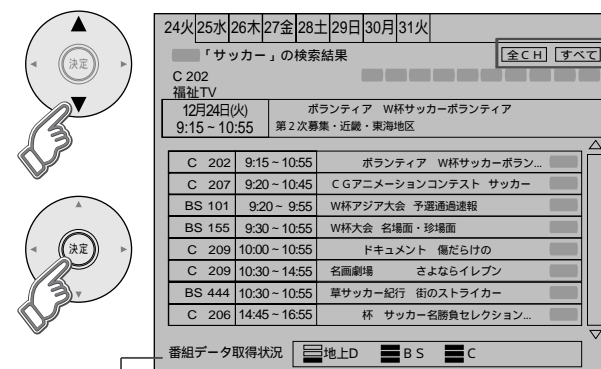 24火 25水 26木 27金 28土 29日 30月 31火
「サッカー」の検索結果 全CH すべて
C 202
福祉TV
12月24日(火) ボランティア W杯サッカーボランティア
9:15~10:55 第2次募集・近畿・東海地区
決定
C 202 9:15~10:55 ボランティア W杯サッカーボラン...
C 207 9:20~10:45 CGアニメーションコンテスト サッカー
BS 101 9:20~9:55 W杯アジア大会 予選通過速報
BS 155 9:30~10:55 W杯大会 名場面・珍場面
C 209 10:00~10:55 ドキュメント 傷だらけの
C 209 10:30~14:55 名画劇場 さよならイレブン
BS 444 10:30~10:55 草サッカー紀行 街のストライカー
C 206 14:45~16:55 杯 サッカー名勝負セレクション...
決定
番組データ取得状況 地上D BS C